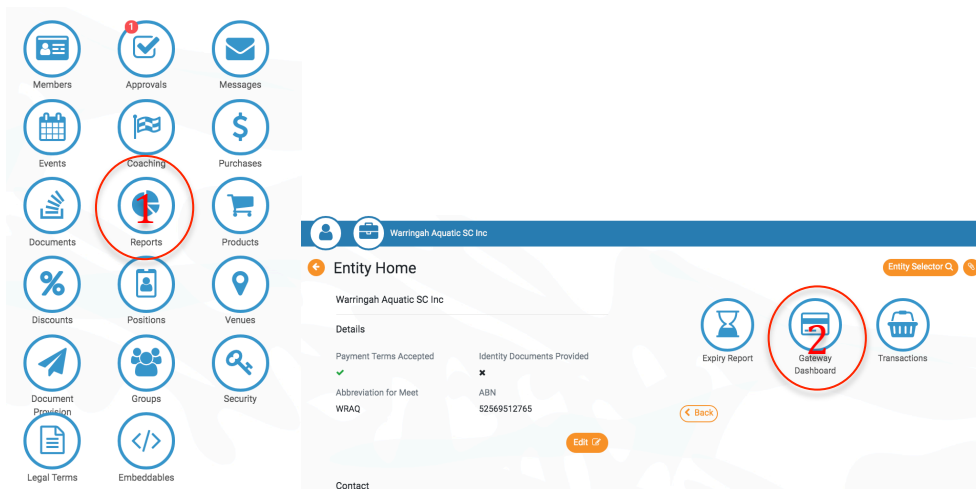 1
Members Approvals Messages
Events Coaching Purchases
1
Documents Reports Products
Discounts Positions Venues
Document
Provision
Groups Security
Legal Terms Embeddables
Warringah Aquatic SC Inc
Entity Home
Entity Selector
Warringah Aquatic SC Inc
Details
Payment Terms Accepted Identity Documents Provided
Abbreviation for Meet ABN
WRAQ 52569512765
Edit
Contact
2
Expiry Report
Gateway
Dashboard
Transactions
Back